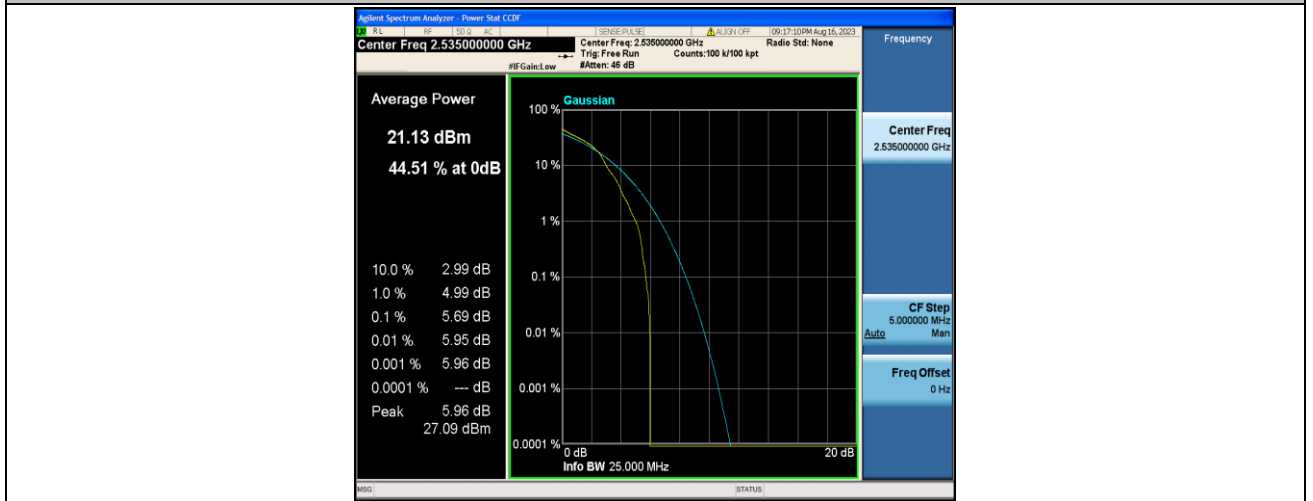 Agilent Spectrum Analyzer - Power Stat CCDF
RL RF 50 Ω AC SENSE:PULSE ALIGN OFF 09:17:10PM Aug 16, 2023
Center Freq 2.535000000 GHz
Center Freq: 2.535000000 GHz Radio Std: None
Trig: Free Run Counts:100 k/100 kpt
#IFGain:Low #Atten: 46 dB
Frequency
Average Power
21.13 dBm
44.51 % at 0dB
10.0 % 2.99 dB
1.0 % 4.99 dB
0.1 % 5.69 dB
0.01 % 5.95 dB
0.001 % 5.96 dB
0.0001 % --- dB
Peak 5.96 dB
27.09 dBm
Gaussian
100 %
10 %
1 %
0.1 %
0.01 %
0.001 %
0.0001 %
0 dB 20 dB
Info BW 25.000 MHz
Center Freq
2.535000000 GHz
CF Step
5.000000 MHz
Auto Man
Freq Offset
0 Hz
MSG STATUS